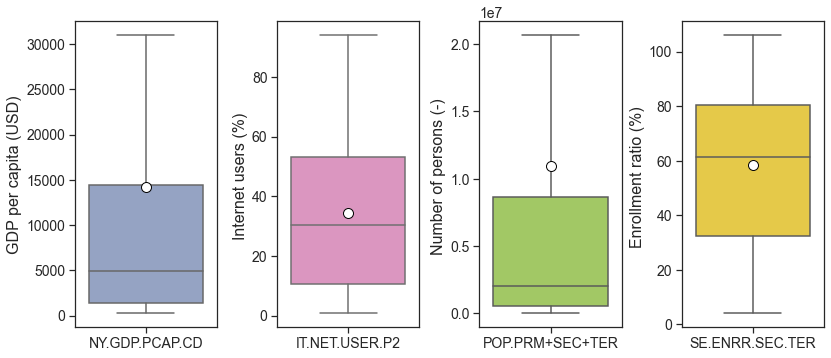 GDP per capita (USD)
30000
25000
20000
15000
10000
5000
0
NY.GDP.PCAP.CD
Internet users (%)
80
60
40
20
0
IT.NET.USER.P2
1e7
Number of persons (-)
2.0
1.5
1.0
0.5
0.0
POP.PRM+SEC+TER
Enrollment ratio (%)
100
80
60
40
20
0
SE.ENRR.SEC.TER